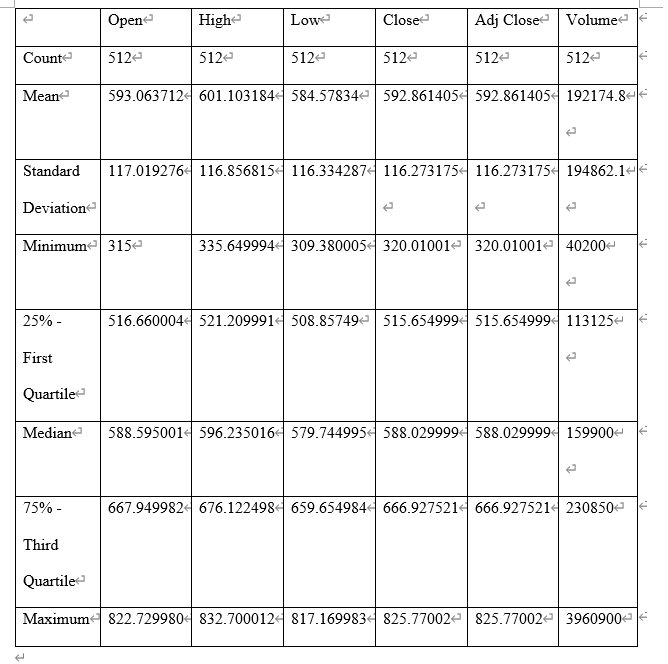 Open High Low Close Adj Close Volume
Count 512 512 512 512 512 512
Mean 593.063712 601.103184 584.57834 592.861405 592.861405 192174.8
Standard 117.019276 116.856815 116.334287 116.273175 116.273175 194862.1
Deviation
Minimum 315 335.649994 309.380005 320.01001 320.01001 40200
25% - 516.660004 521.209991 508.85749 515.654999 515.654999 113125
First
Quartile
Median 588.595001 596.235016 579.744995 588.029999 588.029999 159900
75% - 667.949982 676.122498 659.654984 666.927521 666.927521 230850
Third
Quartile
Maximum 822.729980 832.700012 817.169983 825.77002 825.77002 3960900